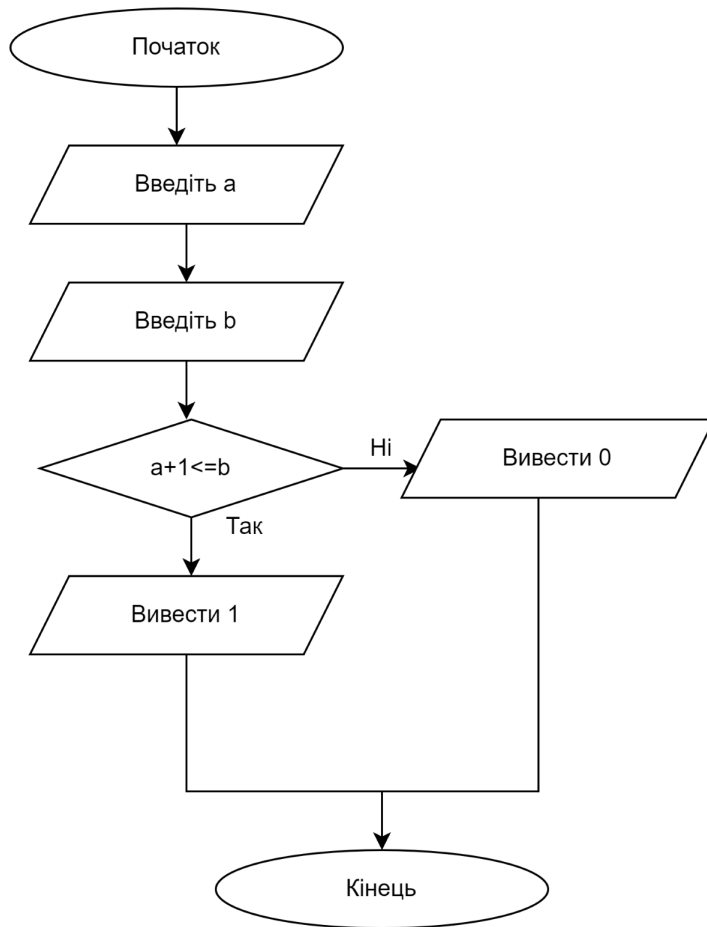 Початок
Введіть a
Введіть b
a+1<=b
Ні
Вивести 0
Так
Вивести 1
Кінець